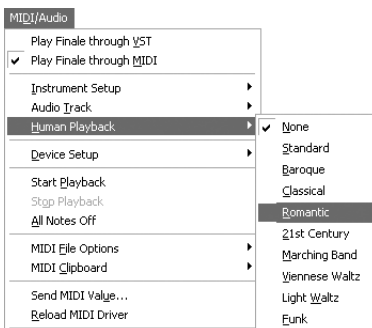 MIDI/Audio
Play Finale through VST
Play Finale through MIDI
Instrument Setup
Audio Track
Human Playback
Device Setup
Start Playback
Stop Playback
All Notes Off
MIDI File Options
MIDI Clipboard
Send MIDI Value...
Reload MIDI Driver
None
Standard
Baroque
Classical
Romantic
21st Century
Marching Band
Viennese Waltz
Light Waltz
Funk